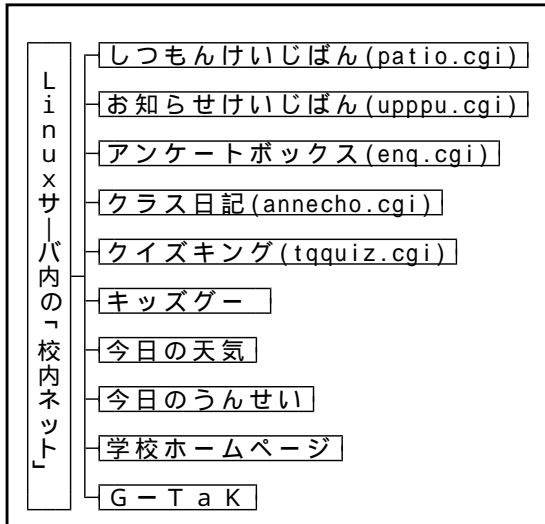 Linuxサーバ内の「校内ネット」
しつもんけいじばん(patio.cgi)
お知らせけいじばん(upppu.cgi)
アンケートボックス(enq.cgi)
クラス日記(annecho.cgi)
クイズキング(tqquiz.cgi)
キッズグー
今日の天気
今日のうんせい
学校ホームページ
G－TaK